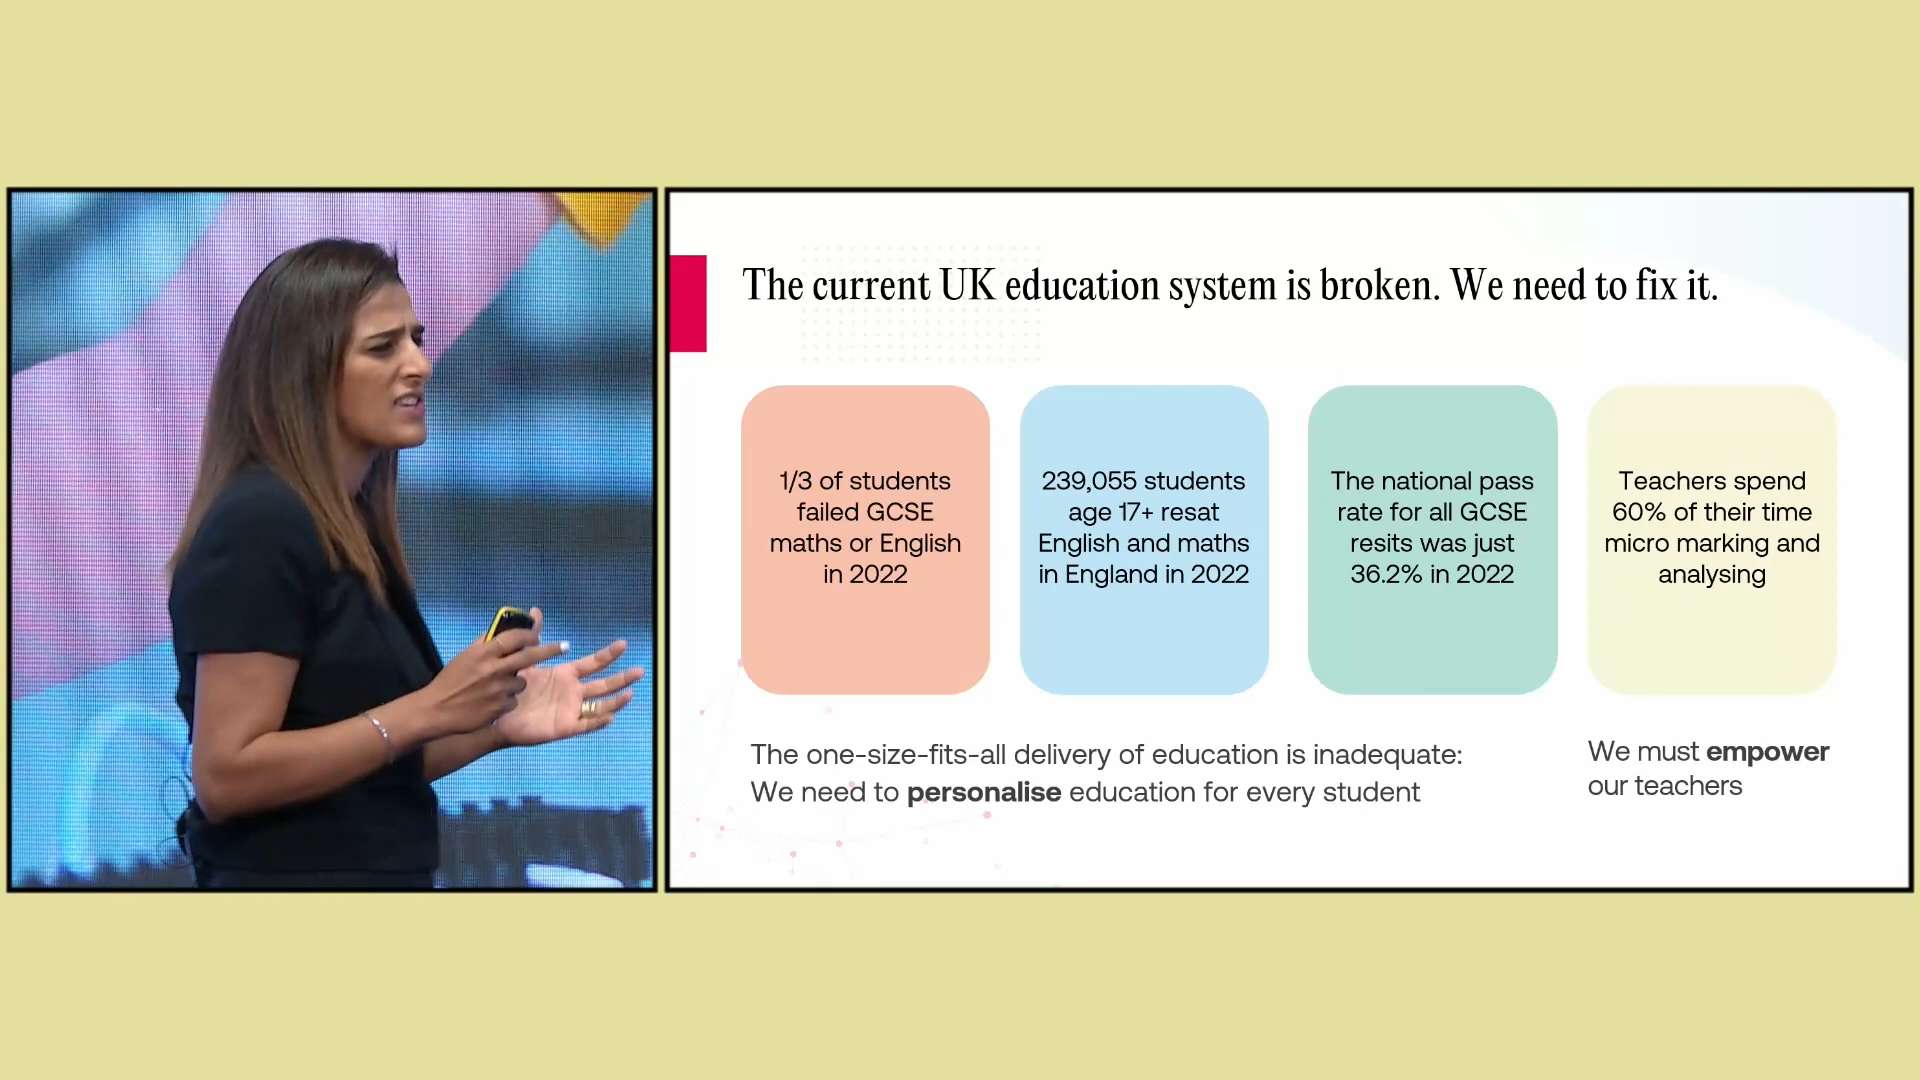 The current UK education system is broken. We need to fix it.
1/3 of students
failed GCSE
maths or English
in 2022
239,055 students
age 17+ resat
English and maths
in England in 2022
The national pass
rate for all GCSE
resits was just
36.2% in 2022
Teachers spend
60% of their time
micro marking and
analysing
The one-size-fits-all delivery of education is inadequate:
We need to personalise education for every student
We must empower
our teachers